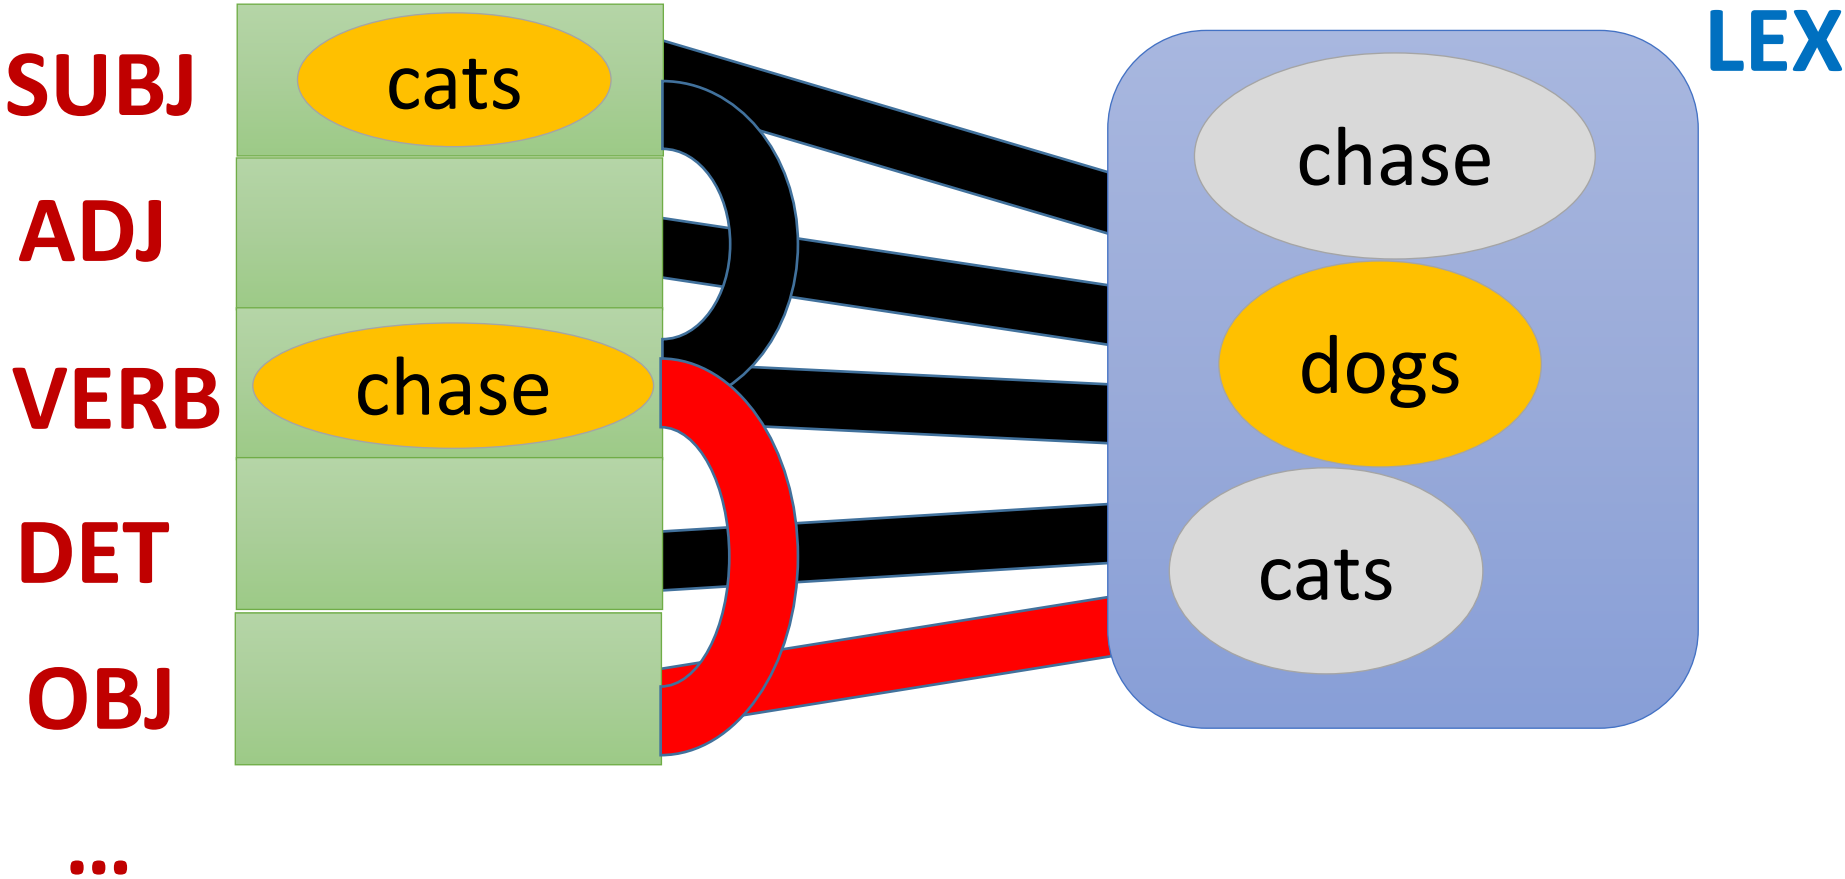 LEX
SUBJ cats
chase
ADJ
VERB chase
dogs
DET
cats
OBJ
...